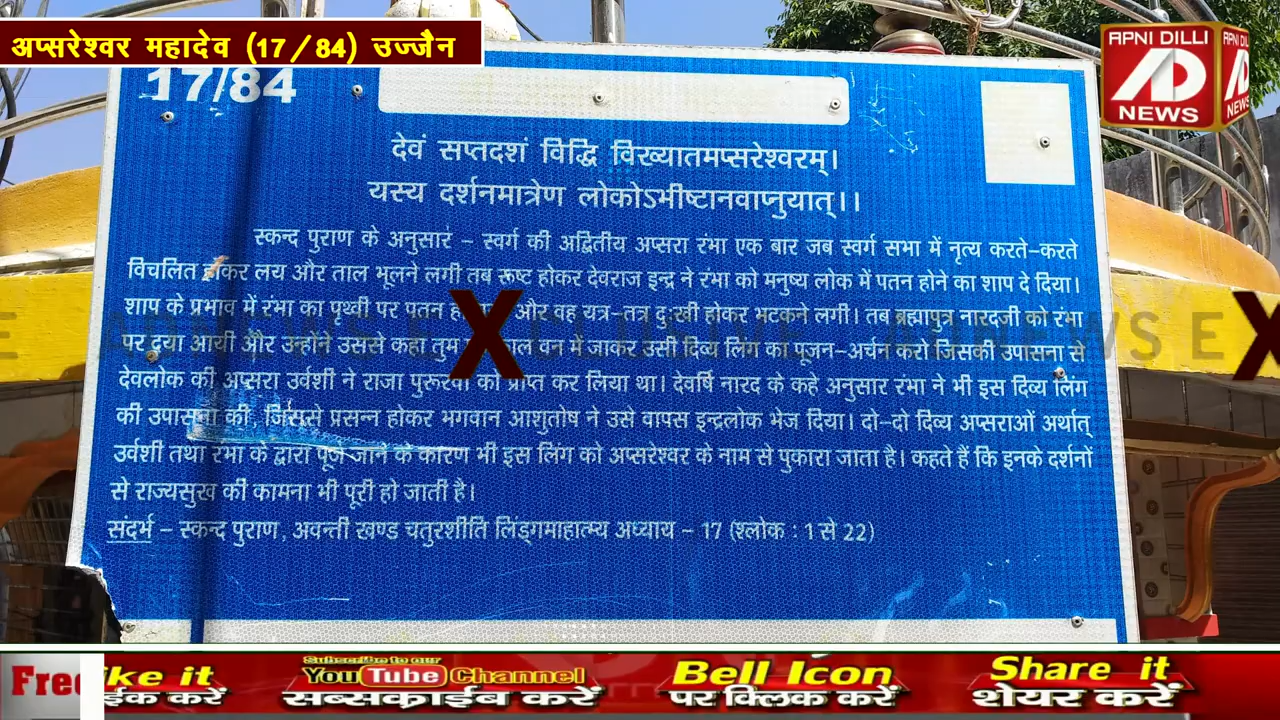 अप्सरेश्वर महादेव (17/84) उज्जैन
APNI DILLI
AD
NEWS
17/84
देवं सप्तदशं विद्धि विख्यातमप्सरेश्वरम्।
यस्य दर्शनमात्रेण लोकोऽभीष्टानवाप्नुयात्।।
स्कन्द पुराण के अनुसार – स्वर्ग की अद्वितीय अप्सरा रंभा एक बार जब स्वर्ग सभा में नृत्य करते-करते
विचलित होकर लय और ताल भूलने लगी तब रूष्ट होकर देवराज इन्द्र ने रंभा को मनुष्य लोक में पतन होने का शाप दे दिया।
शाप के प्रभाव में रंभा का पृथ्वी पर पतन और वह यत्र-तत्र दुःखी होकर भटकने लगी। तब ब्रह्मापुत्र नारदजी को रंभा
पर दया आयी और उन्होंने उससे कहा तुम वन में जाकर उसी दिव्य लिंग का पूजन-अर्चन करो जिसकी उपासना से
देवलोक की अप्सरा उर्वशी ने राजा पुरूरवा को प्राप्त कर लिया था। देवर्षि नारद के कहे अनुसार रंभा ने भी इस दिव्य लिंग
की उपासना की, जिससे प्रसन्न होकर भगवान आशुतोष ने उसे वापस इन्द्रलोक भेज दिया। दो-दो दिव्य अप्सराओं अर्थात्
उर्वशी तथा रंभा के द्वारा पूजे जाने के कारण भी इस लिंग को अप्सरेश्वर के नाम से पुकारा जाता है। कहते हैं कि इनके दर्शनों
से राज्यसुख की कामना भी पूरी हो जाती है।
संदर्भ – स्कन्द पुराण, अवन्ती खण्ड चतुरशीति लिंड्गमाहात्म्य अध्याय – 17 (श्लोक : 1 से 22)
Subscribe to our
YouTube Channel
सब्सक्राईब करें
Bell Icon
पर क्लिक करें
Share it
शेयर करें